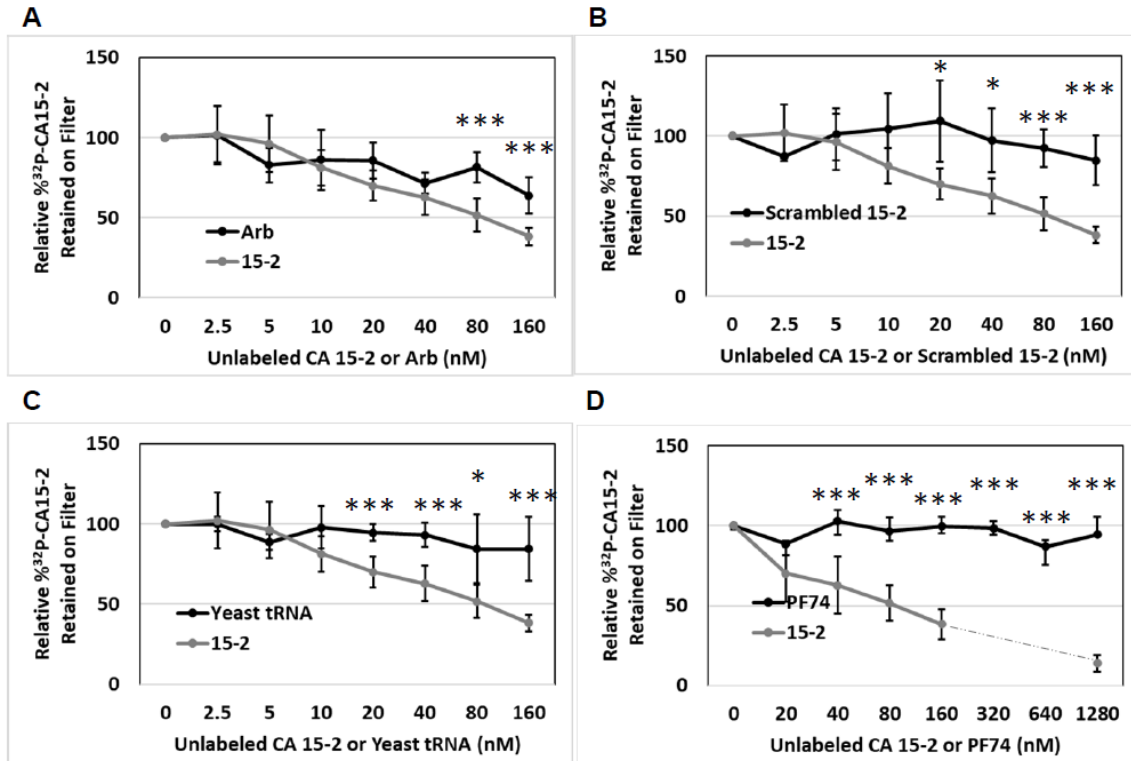 A
150
100
50
0
Relative %³²P-CA15-2
Retained on Filter
***
***
Arb
15-2
0 2.5 5 10 20 40 80 160
Unlabeled CA 15-2 or Arb (nM)
B
150
100
50
0
Relative %³²P-CA15-2
Retained on Filter
*
*
***
***
Scrambled 15-2
15-2
0 2.5 5 10 20 40 80 160
Unlabeled CA 15-2 or Scrambled 15-2 (nM)
C
150
100
50
0
Relative %³²P-CA15-2
Retained on Filter
***
***
*
***
Yeast tRNA
15-2
0 2.5 5 10 20 40 80 160
Unlabeled CA 15-2 or Yeast tRNA (nM)
D
150
100
50
0
Relative %³²P-CA15-2
Retained on Filter
***
***
***
***
***
***
PF74
15-2
0 20 40 80 160 320 640 1280
Unlabeled CA 15-2 or PF74 (nM)